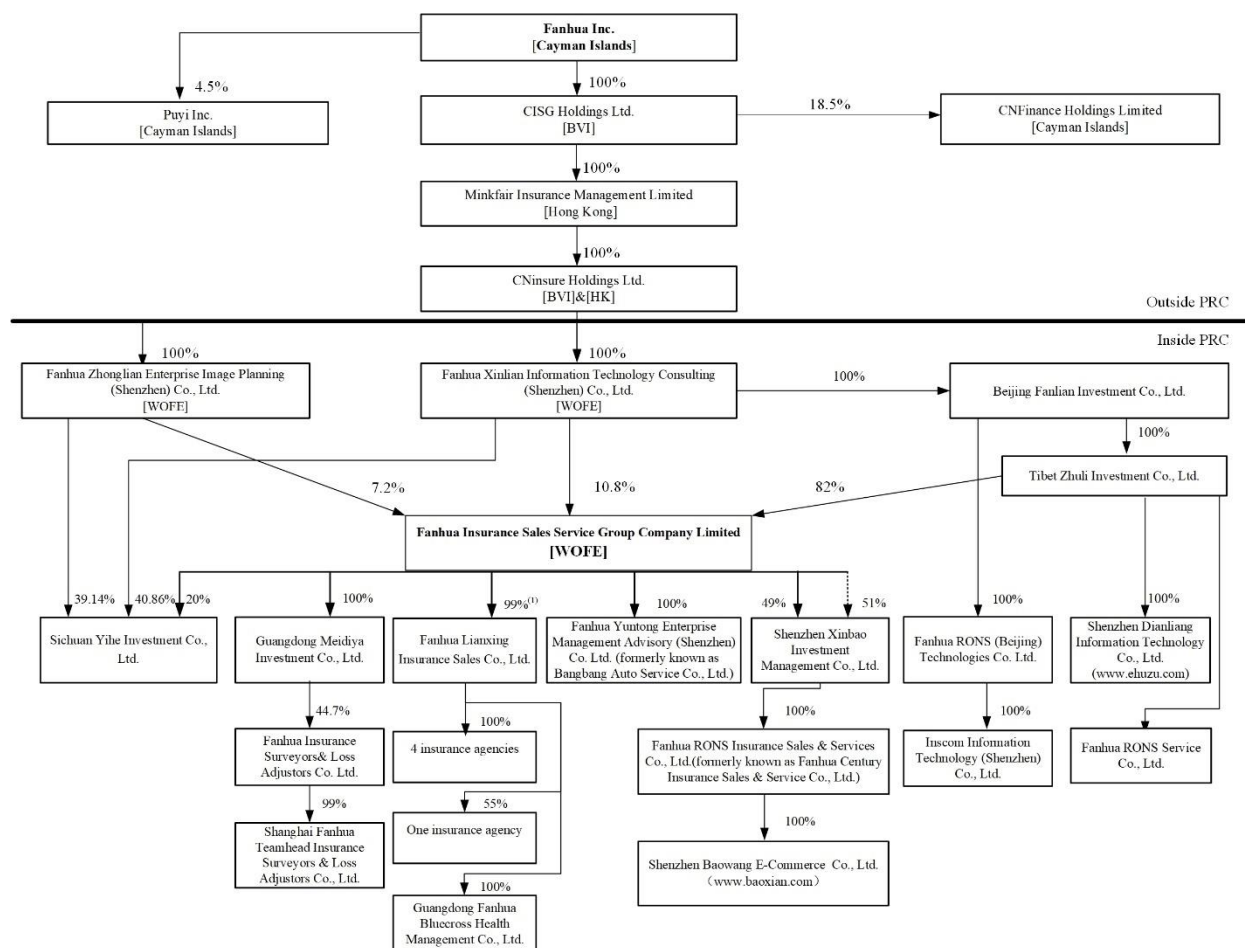 Fanhua Inc.
[Cayman Islands]
4.5%
100%
Puyi Inc.
[Cayman Islands]
CISG Holdings Ltd.
[BVI]
18.5%
CNFinance Holdings Limited
[Cayman Islands]
100%
Minkfair Insurance Management Limited
[Hong Kong]
100%
CNinsure Holdings Ltd.
[BVI]&[HK]
Outside PRC
Inside PRC
100%
100%
Fanhua Zhonglian Enterprise Image Planning
(Shenzhen) Co., Ltd.
[WOFE]
Fanhua Xinlian Information Technology Consulting
(Shenzhen) Co., Ltd.
[WOFE]
100%
Beijing Fanlian Investment Co., Ltd.
100%
Tibet Zhuli Investment Co., Ltd.
7.2%
10.8%
82%
Fanhua Insurance Sales Service Group Company Limited
[WOFE]
39.14%
40.86%
20%
100%
99%(1)
100%
49%
51%
100%
100%
Sichuan Yihe Investment Co.,
Ltd.
Guangdong Meidiya
Investment Co., Ltd.
Fanhua Lianxing
Insurance Sales Co., Ltd.
Fanhua Yuntong Enterprise
Management Advisory (Shenzhen)
Co. Ltd. (formerly known as
Bangbang Auto Service Co., Ltd.)
Shenzhen Xinbao
Investment
Management Co., Ltd.
Fanhua RONS (Beijing)
Technologies Co. Ltd.
Shenzhen Dianliang
Information Technology
Co., Ltd.
(www.ehuzu.com)
44.7%
100%
100%
100%
Fanhua Insurance
Surveyors& Loss
Adjustors Co. Ltd.
4 insurance agencies
Fanhua RONS Insurance Sales & Services
Co., Ltd.(formerly known as Fanhua Century
Insurance Sales & Service Co., Ltd.)
Inscom Information
Technology (Shenzhen)
Co., Ltd.
Fanhua RONS Service
Co., Ltd.
99%
55%
100%
Shanghai Fanhua
Teamhead Insurance
Surveyors & Loss
Adjustors Co., Ltd.
One insurance agency
Shenzhen Baowang E-Commerce Co., Ltd.
（www.baoxian.com）
100%
Guangdong Fanhua
Bluecross Health
Management Co., Ltd.